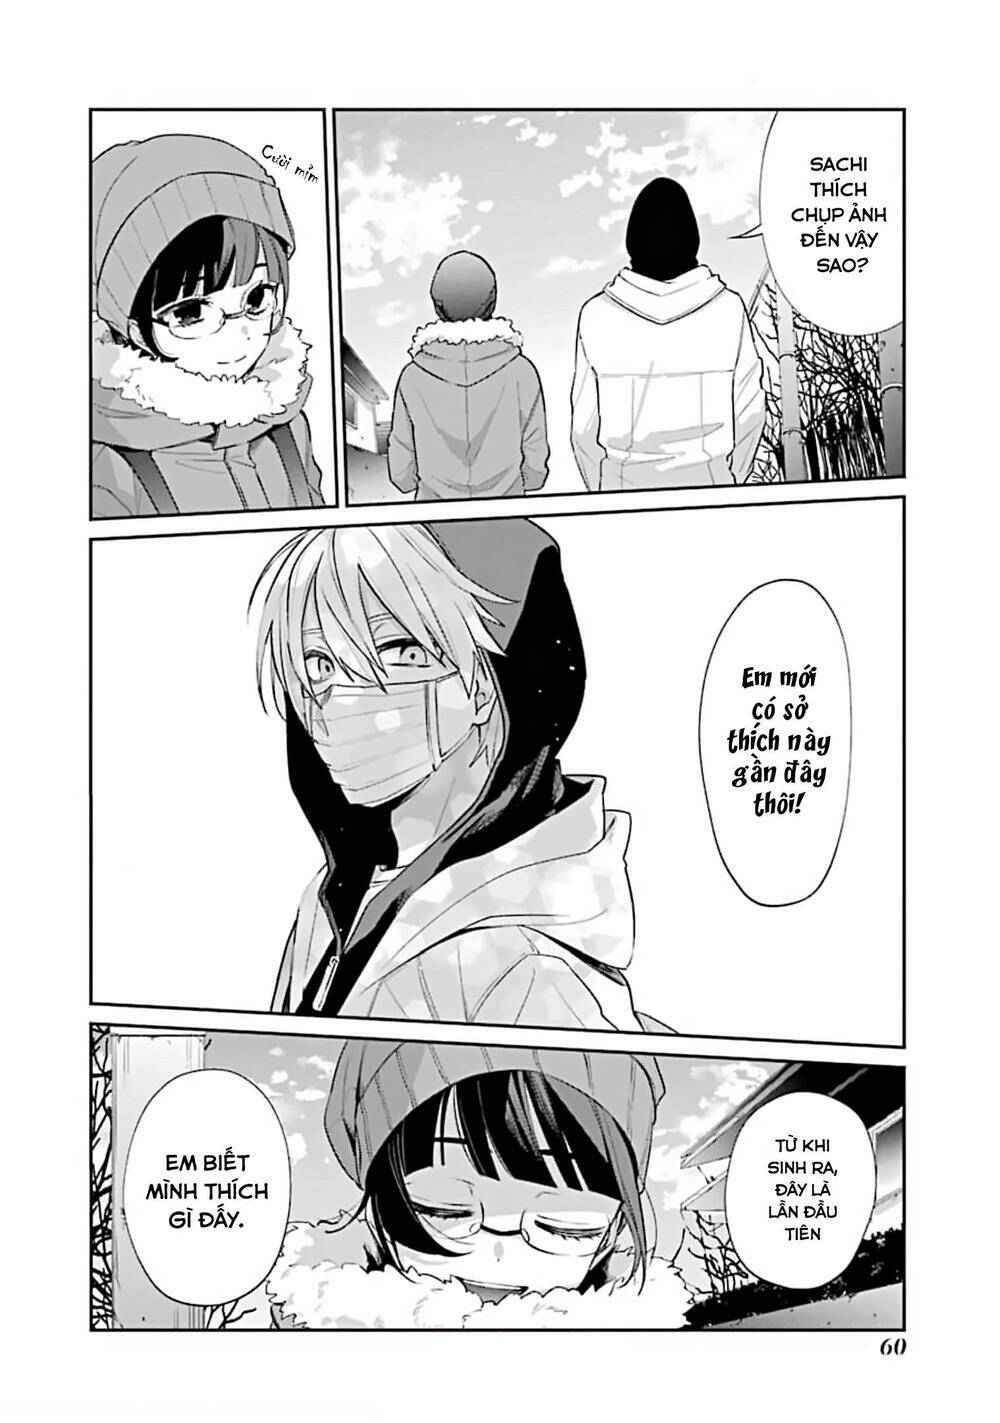 SACHI
THÍCH
CHỤP ẢNH
ĐẾN VẬY
SAO?
Cười mỉm
Em mới
có sở
thích này
gần đây
thôi!
TỪ KHI
SINH RA,
ĐÂY LÀ
LẦN ĐẦU
TIÊN
EM BIẾT
MÌNH THÍCH
GÌ ĐẤY.
60